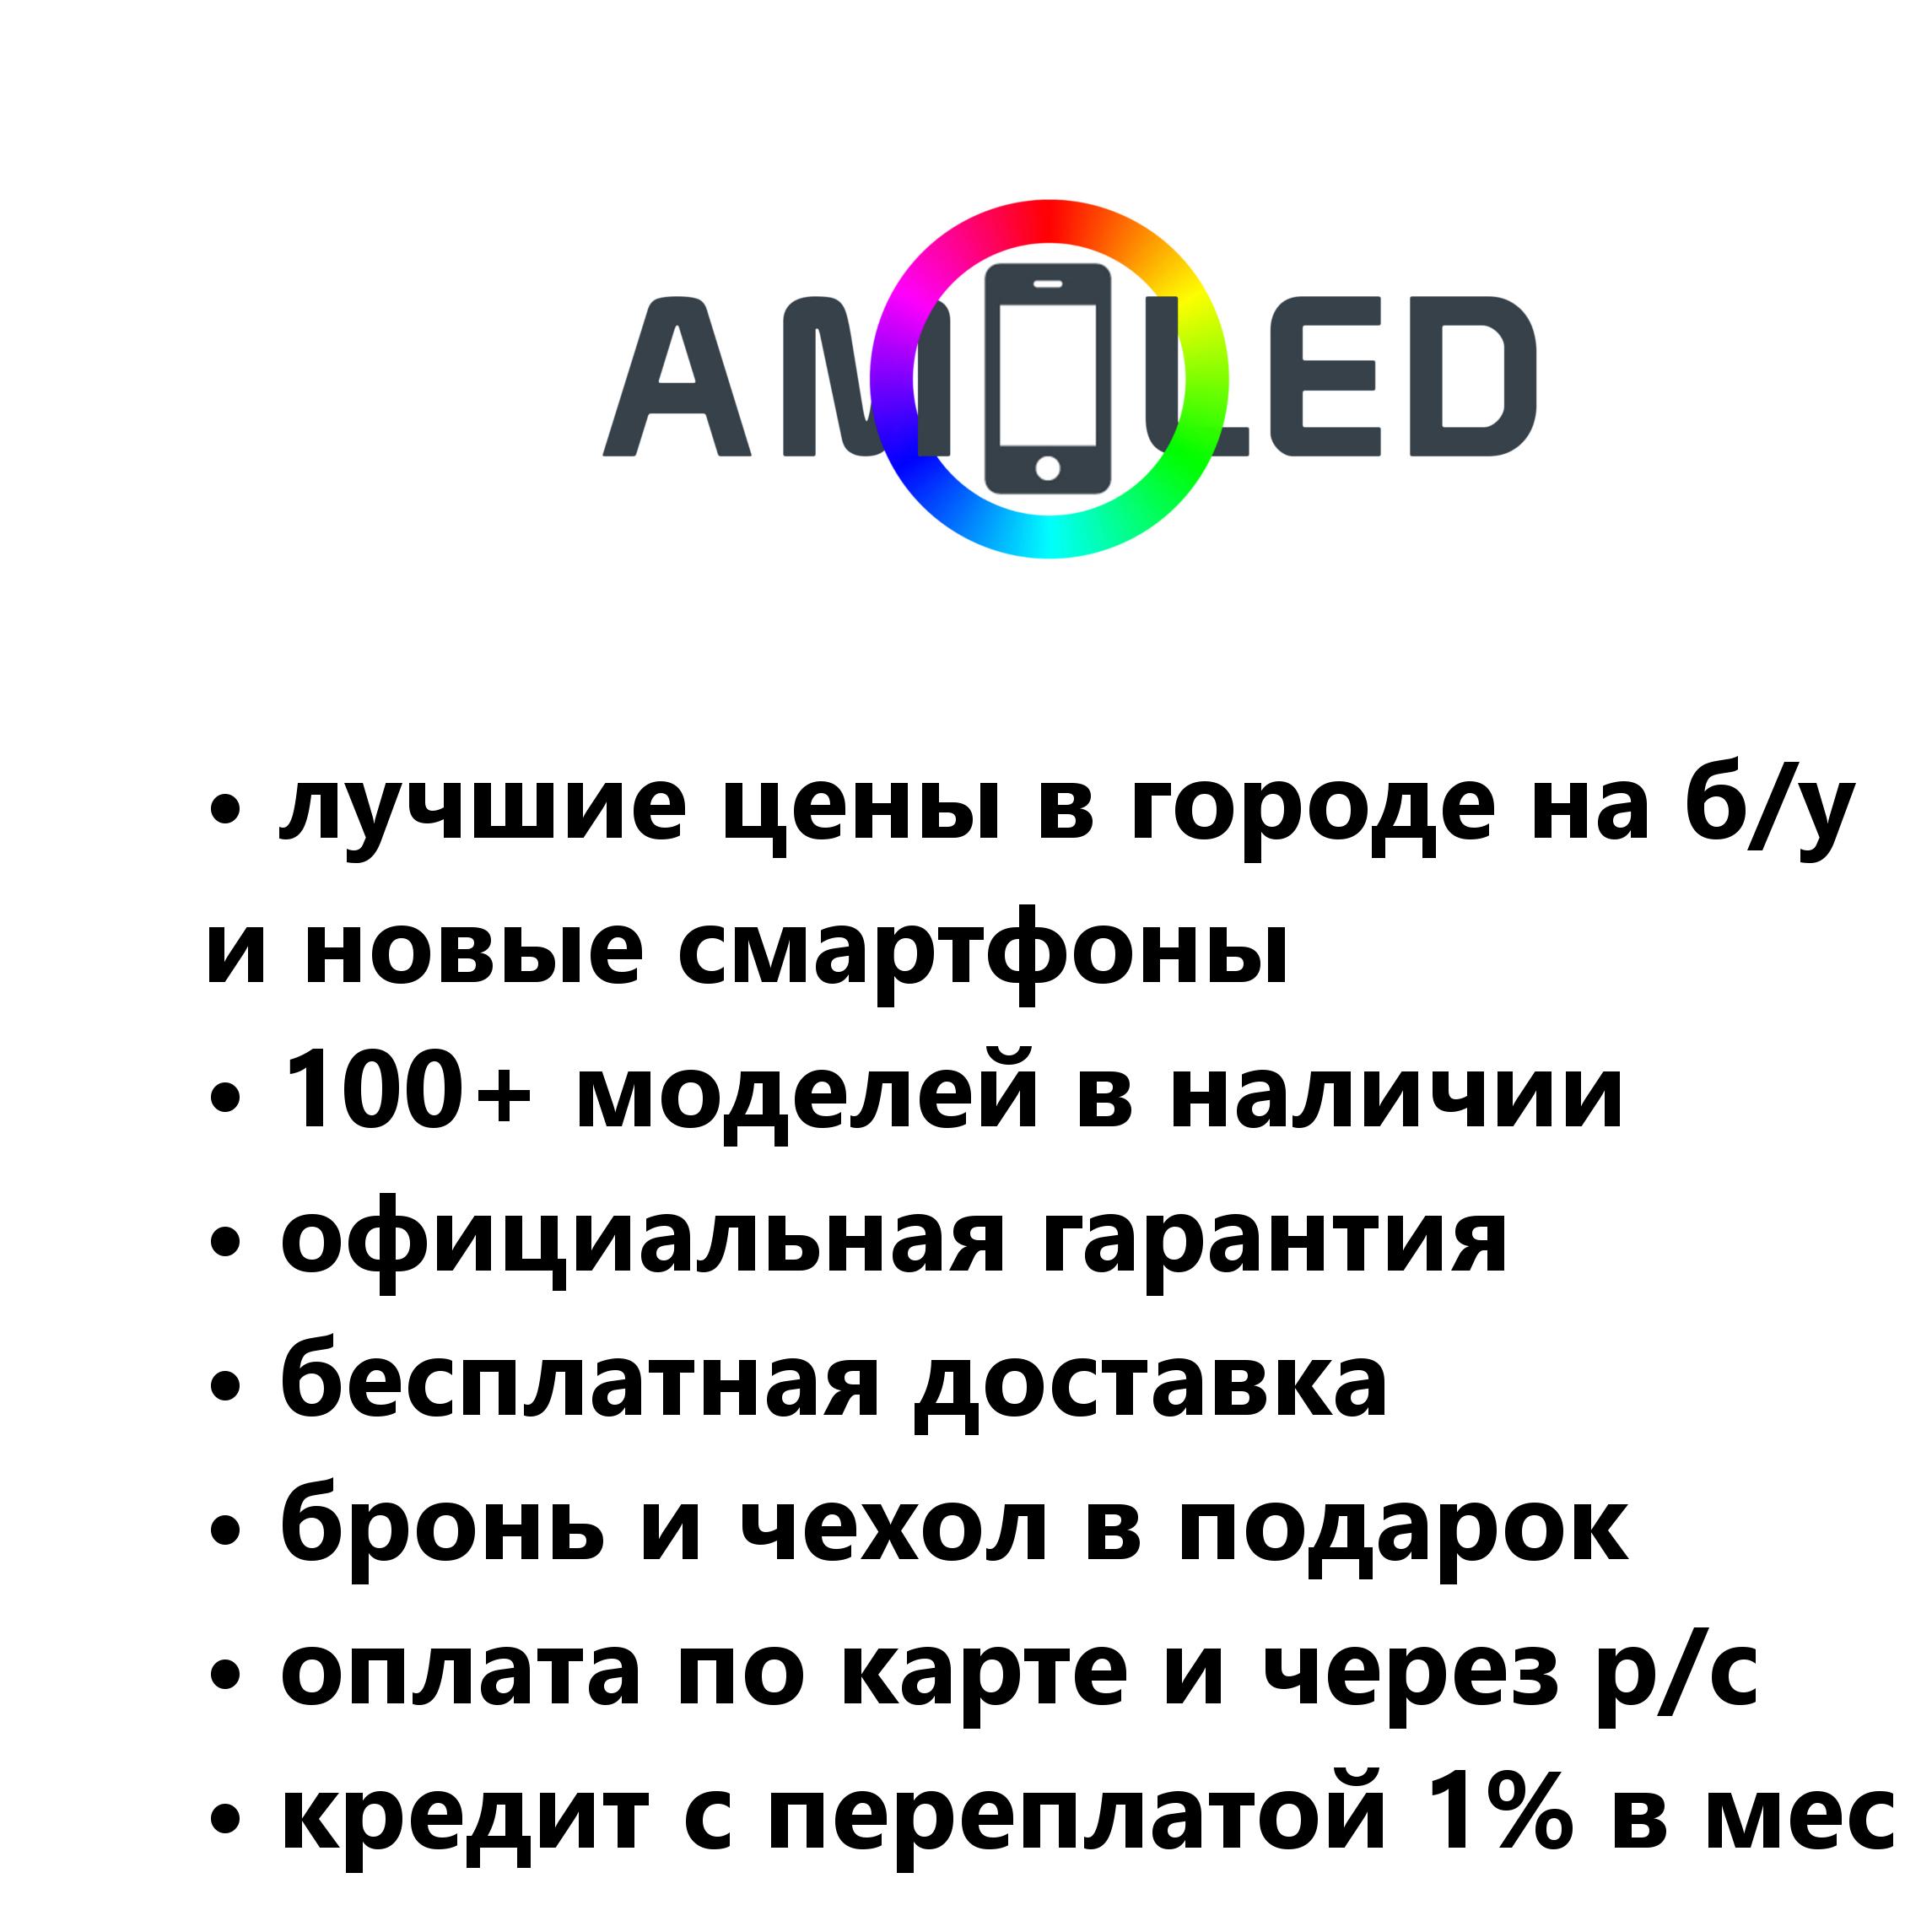 AMOLED
• лучшие цены в городе на б/у
и новые смартфоны
• 100+ моделей в наличии
• официальная гарантия
• бесплатная доставка
• бронь и чехол в подарок
• оплата по карте и через р/с
• кредит с переплатой 1% в мес